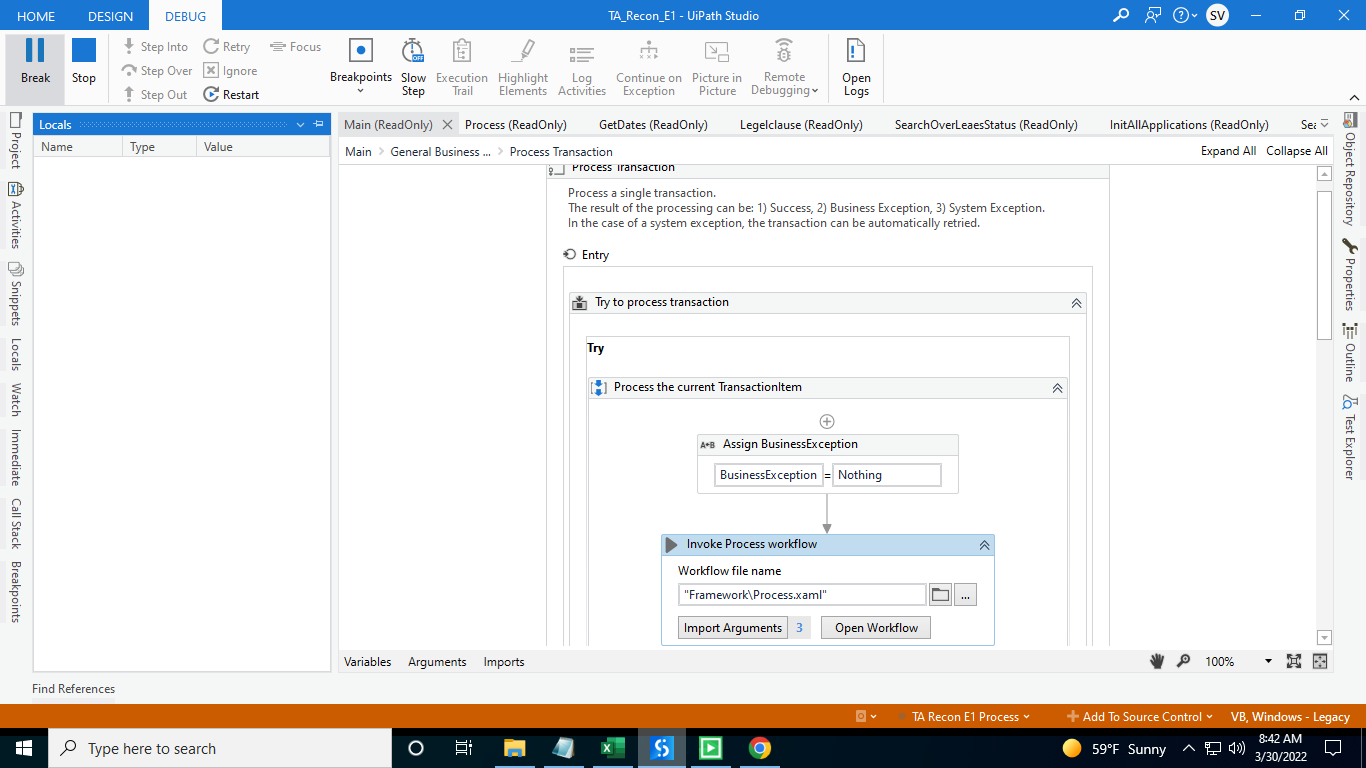 HOME DESIGN DEBUG TA_Recon_E1 - UiPath Studio SV
Break Stop Step Into Step Over Step Out Retry Ignore Restart Focus
Breakpoints Slow Step Execution Trail Highlight Elements Log Activities Continue on Exception Picture in Picture Remote Debugging Open Logs
OFF
Project
Activities
Snippets
Locals
Watch
Immediate
Call Stack
Breakpoints
Locals
Name Type Value
Main (ReadOnly) Process (ReadOnly) GetDates (ReadOnly) Legelclause (ReadOnly) SearchOverLeaesStatus (ReadOnly) InitAllApplications (ReadOnly) Sea
Main General Business ... Process Transaction Expand All Collapse All
Process Transaction
Process a single transaction.
The result of the processing can be: 1) Success, 2) Business Exception, 3) System Exception.
In the case of a system exception, the transaction can be automatically retried.
Entry
Try to process transaction
Try
Process the current TransactionItem
A+B Assign BusinessException
BusinessException = Nothing
Invoke Process workflow
Workflow file name
"Framework\Process.xaml" ...
Import Arguments 3 Open Workflow
Variables Arguments Imports 100%
Object Repository
Properties
Outline
Test Explorer
Find References
TA Recon E1 Process Add To Source Control VB, Windows - Legacy
Type here to search 59°F Sunny 8:42 AM
3/30/2022